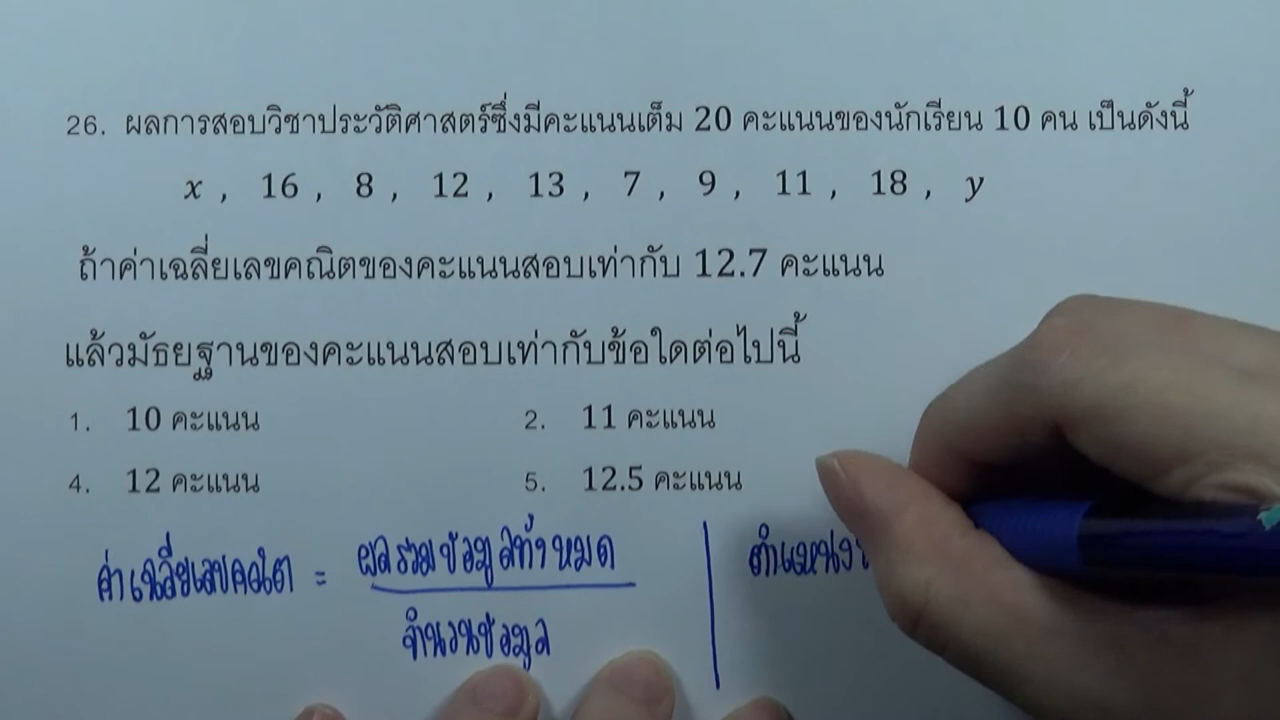 26. ผลการสอบวิชาประวัติศาสตร์ซึ่งมีคะแนนเต็ม 20 คะแนนของนักเรียน 10 คน เป็นดังนี้
x , 16 , 8 , 12 , 13 , 7 , 9 , 11 , 18 , y
ถ้าค่าเฉลี่ยเลขคณิตของคะแนนสอบเท่ากับ 12.7 คะแนน
แล้วมัธยฐานของคะแนนสอบเท่ากับข้อใดต่อไปนี้
1. 10 คะแนน 2. 11 คะแนน
4. 12 คะแนน 5. 12.5 คะแนน
ค่าเฉลี่ยเลขคณิต = ผลรวมข้อมูลทั้งหมด
จำนวนข้อมูล
ตำแหน่ง